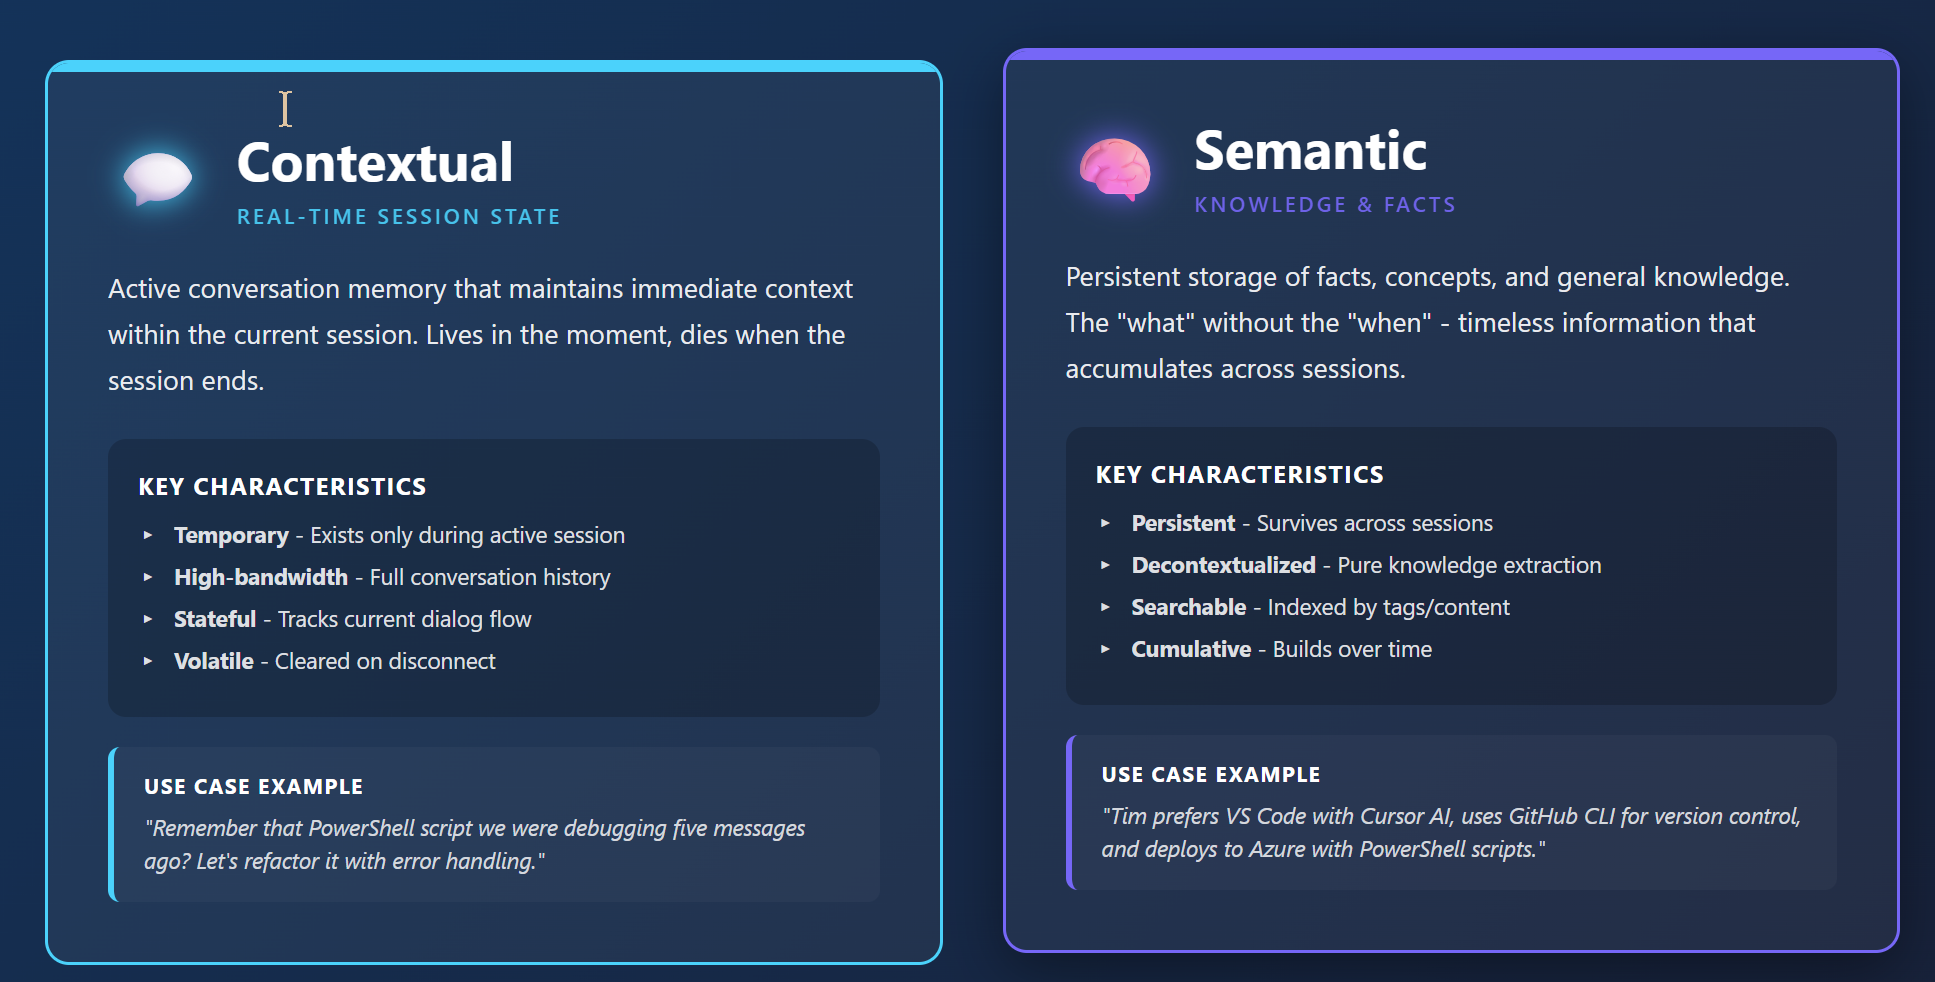 Contextual
REAL-TIME SESSION STATE
Active conversation memory that maintains immediate context
within the current session. Lives in the moment, dies when the
session ends.
KEY CHARACTERISTICS
▸ Temporary - Exists only during active session
▸ High-bandwidth - Full conversation history
▸ Stateful - Tracks current dialog flow
▸ Volatile - Cleared on disconnect
USE CASE EXAMPLE
"Remember that PowerShell script we were debugging five messages
ago? Let's refactor it with error handling."
Semantic
KNOWLEDGE & FACTS
Persistent storage of facts, concepts, and general knowledge.
The "what" without the "when" - timeless information that
accumulates across sessions.
KEY CHARACTERISTICS
▸ Persistent - Survives across sessions
▸ Decontextualized - Pure knowledge extraction
▸ Searchable - Indexed by tags/content
▸ Cumulative - Builds over time
USE CASE EXAMPLE
"Tim prefers VS Code with Cursor AI, uses GitHub CLI for version control,
and deploys to Azure with PowerShell scripts."